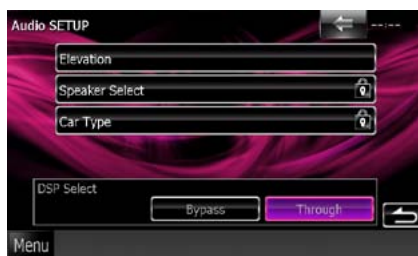 Audio SETUP
--:--
Elevation
Speaker Select
Car Type
DSP Select
Bypass
Through
Menu